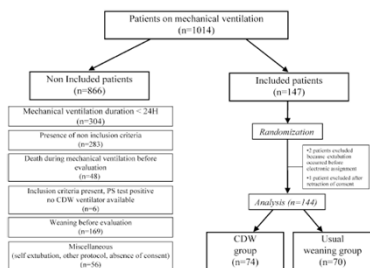 Patients on mechanical ventilation
(n=1014)
Non Included patients
(n=866)
Mechanical ventilation duration < 24H
(n=304)
Presence of non inclusion criteria
(n=283)
Death during mechanical ventilation before
evaluation
(n=48)
Inclusion criteria present, PS test positive
no CDW ventilator available
(n=6)
Weaning before evaluation
(n=169)
Miscellaneous
(self extubation, other protocol, absence of consent)
(n=56)
Included patients
(n=147)
Randomization
•2 patients excluded
because extubation
occurred before
electronic assignment
•1 patient excluded after
retraction of consent
Analysis (n=144)
CDW
group
(n=74)
Usual
weaning group
(n=70)